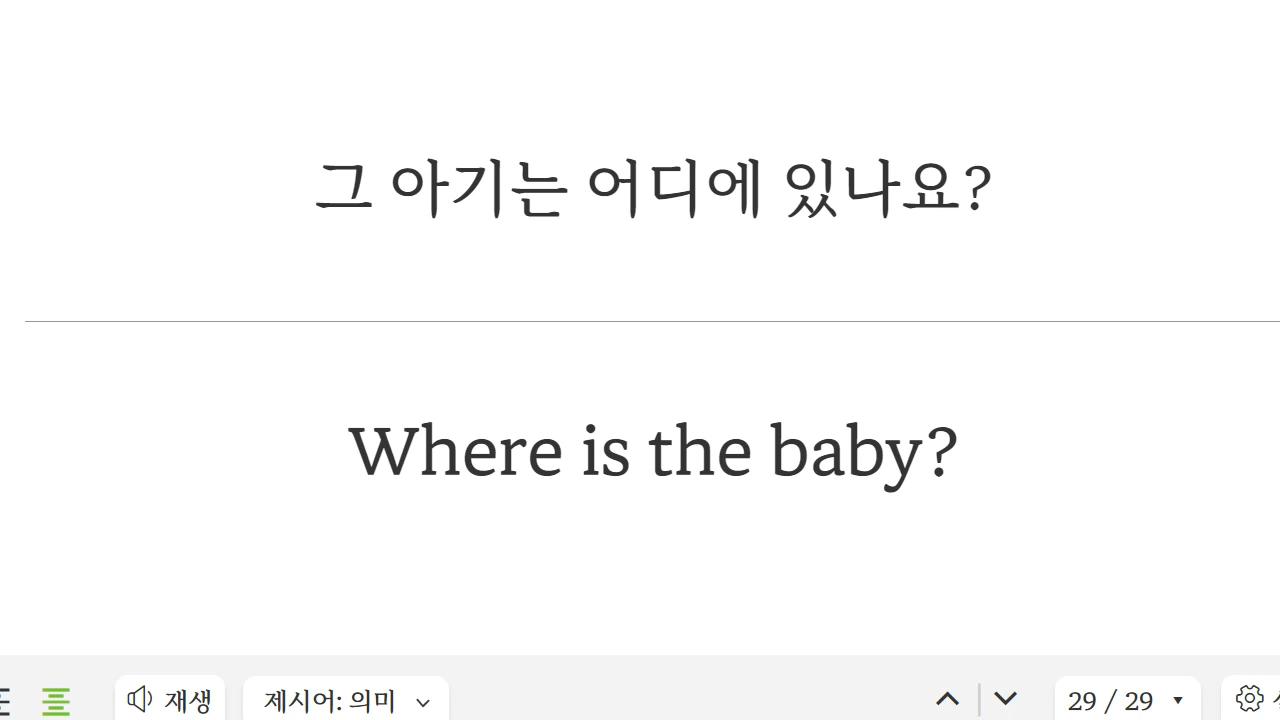 그 아기는 어디에 있나요?
Where is the baby?
재생 제시어: 의미 29 / 29